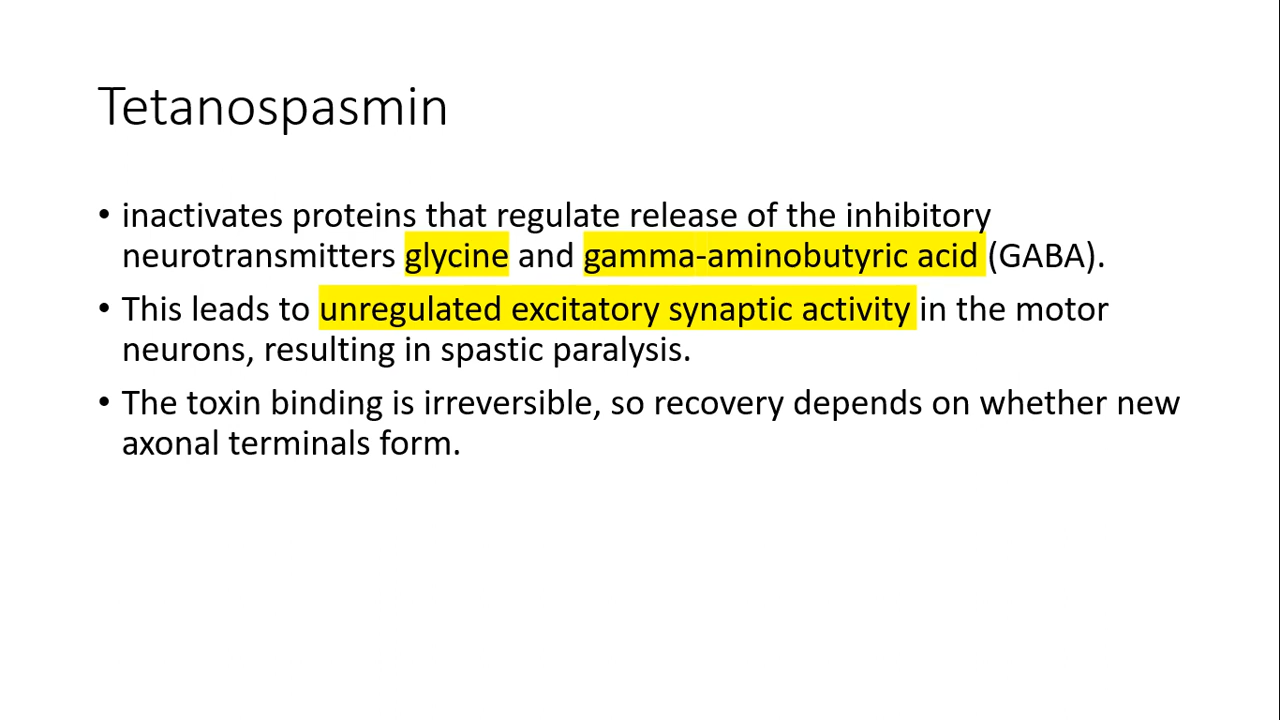 Tetanospasmin
• inactivates proteins that regulate release of the inhibitory
neurotransmitters glycine and gamma-aminobutyric acid (GABA).
• This leads to unregulated excitatory synaptic activity in the motor
neurons, resulting in spastic paralysis.
• The toxin binding is irreversible, so recovery depends on whether new
axonal terminals form.